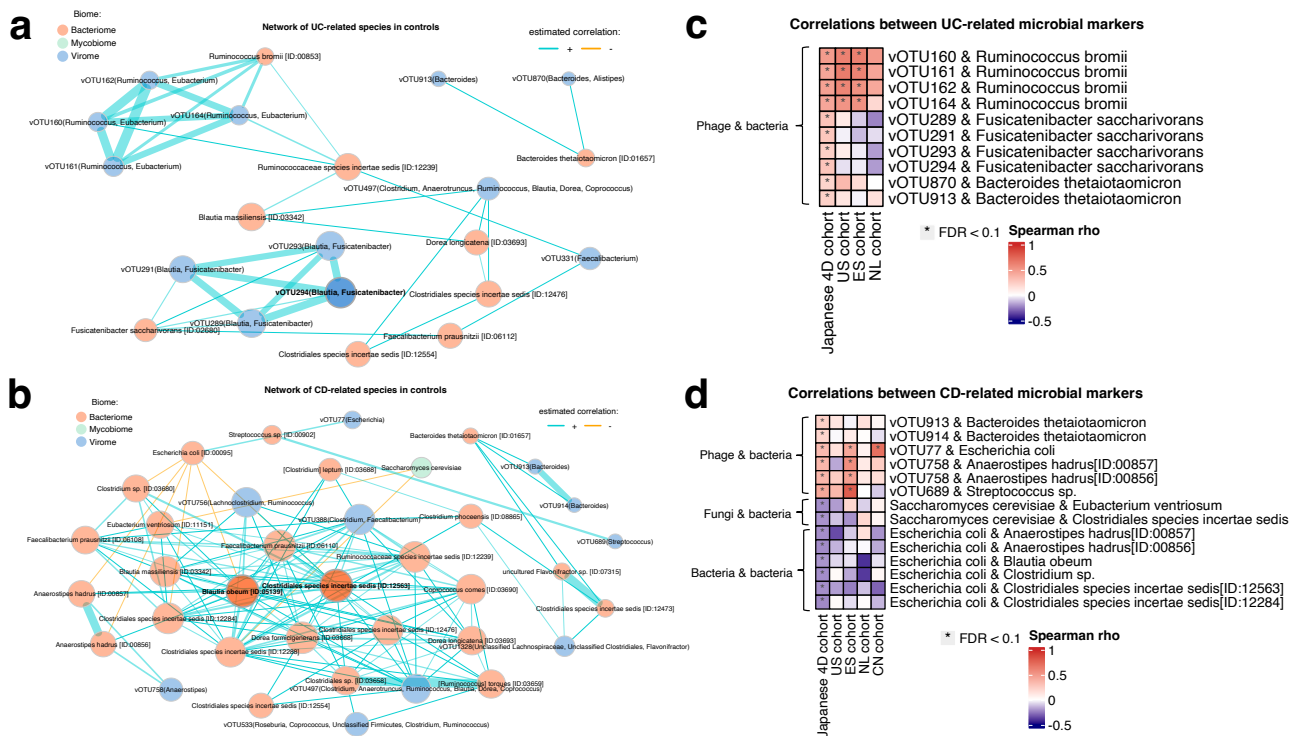 a
Biome:
Bacteriome
Mycobiome
Virome
Network of UC-related species in controls
estimated correlation:
+ -
Ruminococcus bromii [ID:00853]
vOTU162(Ruminococcus, Eubacterium)
vOTU913(Bacteroides)
vOTU870(Bacteroides, Alistipes)
vOTU160(Ruminococcus, Eubacterium)
vOTU164(Ruminococcus, Eubacterium)
vOTU161(Ruminococcus, Eubacterium)
Ruminococcaceae species incertae sedis [ID:12239]
Bacteroides thetaiotaomicron [ID:01657]
vOTU497(Clostridium, Anaerotruncus, Ruminococcus, Blautia, Dorea, Coprococcus)
Blautia massiliensis [ID:03342]
vOTU293(Blautia, Fusicatenibacter)
Dorea longicatena [ID:03693]
vOTU331(Faecalibacterium)
vOTU291(Blautia, Fusicatenibacter)
vOTU294(Blautia, Fusicatenibacter)
Clostridiales species incertae sedis [ID:12476]
vOTU289(Blautia, Fusicatenibacter)
Fusicatenibacter saccharivorans [ID:02680]
Faecalibacterium prausnitzii [ID:06112]
Clostridiales species incertae sedis [ID:12554]
b
Biome:
Bacteriome
Mycobiome
Virome
Network of CD-related species in controls
estimated correlation:
+ -
vOTU77(Escherichia)
Streptococcus sp. [ID:00902]
Bacteroides thetaiotaomicron [ID:01657]
Escherichia coli [ID:00095]
[Clostridium] leptum [ID:03688]
Saccharomyces cerevisiae
vOTU913(Bacteroides)
Clostridium sp. [ID:03680]
vOTU756(Lachnoclostridium, Ruminococcus)
vOTU914(Bacteroides)
Eubacterium ventriosum [ID:11151]
vOTU388(Clostridium, Faecalibacterium)
Clostridium phoceensis [ID:08865]
Faecalibacterium prausnitzii [ID:06108]
Faecalibacterium prausnitzii [ID:06110]
vOTU689(Streptococcus)
Ruminococcaceae species incertae sedis [ID:12239]
Blautia massiliensis [ID:03342]
uncultured Flavonifractor sp. [ID:07315]
Clostridiales species incertae sedis [ID:12563]
Blautia obeum [ID:05139]
Coprococcus comes [ID:03690]
Anaerostipes hadrus [ID:00857]
Clostridiales species incertae sedis [ID:12473]
Clostridiales species incertae sedis [ID:12284]
Clostridiales species incertae sedis [ID:12476]
Dorea formicigenerans [ID:03668]
Dorea longicatena [ID:03693]
Anaerostipes hadrus [ID:00856]
vOTU1328(Unclassified Lachnospiraceae, Unclassified Clostridiales, Flavonifractor)
Clostridiales species incertae sedis [ID:12288]
Clostridiales sp. [ID:03658]
[Ruminococcus] torques [ID:03659]
vOTU758(Anaerostipes)
vOTU497(Clostridium, Anaerotruncus, Ruminococcus, Blautia, Dorea, Coprococcus)
Clostridiales species incertae sedis [ID:12554]
vOTU533(Roseburia, Coprococcus, Unclassified Firmicutes, Clostridium, Ruminococcus)
c
Correlations between UC-related microbial markers
Phage & bacteria
vOTU160 & Ruminococcus bromii
vOTU161 & Ruminococcus bromii
vOTU162 & Ruminococcus bromii
vOTU164 & Ruminococcus bromii
vOTU289 & Fusicatenibacter saccharivorans
vOTU291 & Fusicatenibacter saccharivorans
vOTU293 & Fusicatenibacter saccharivorans
vOTU294 & Fusicatenibacter saccharivorans
vOTU870 & Bacteroides thetaiotaomicron
vOTU913 & Bacteroides thetaiotaomicron
Japanese 4D cohort
US cohort
ES cohort
NL cohort
* FDR < 0.1
Spearman rho
1
0.5
0
-0.5
d
Correlations between CD-related microbial markers
Phage & bacteria
vOTU913 & Bacteroides thetaiotaomicron
vOTU914 & Bacteroides thetaiotaomicron
vOTU77 & Escherichia coli
vOTU758 & Anaerostipes hadrus[ID:00857]
vOTU758 & Anaerostipes hadrus[ID:00856]
vOTU689 & Streptococcus sp.
Fungi & bacteria
Saccharomyces cerevisiae & Eubacterium ventriosum
Saccharomyces cerevisiae & Clostridiales species incertae sedis
Bacteria & bacteria
Escherichia coli & Anaerostipes hadrus[ID:00857]
Escherichia coli & Anaerostipes hadrus[ID:00856]
Escherichia coli & Blautia obeum
Escherichia coli & Clostridium sp.
Escherichia coli & Clostridiales species incertae sedis[ID:12563]
Escherichia coli & Clostridiales species incertae sedis[ID:12284]
Japanese 4D cohort
US cohort
ES cohort
NL cohort
CN cohort
* FDR < 0.1
Spearman rho
1
0.5
0
-0.5